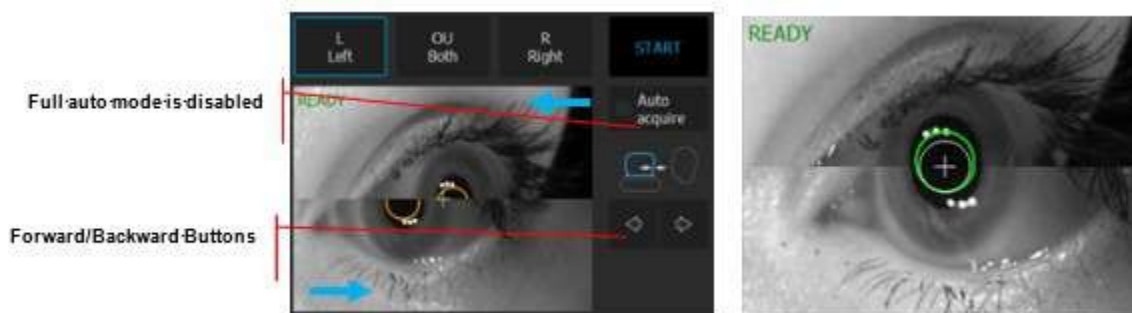 L
Left
OU
Both
R
Right
START
Full auto mode is disabled
READY
Auto
acquire
Forward/Backward Buttons
READY